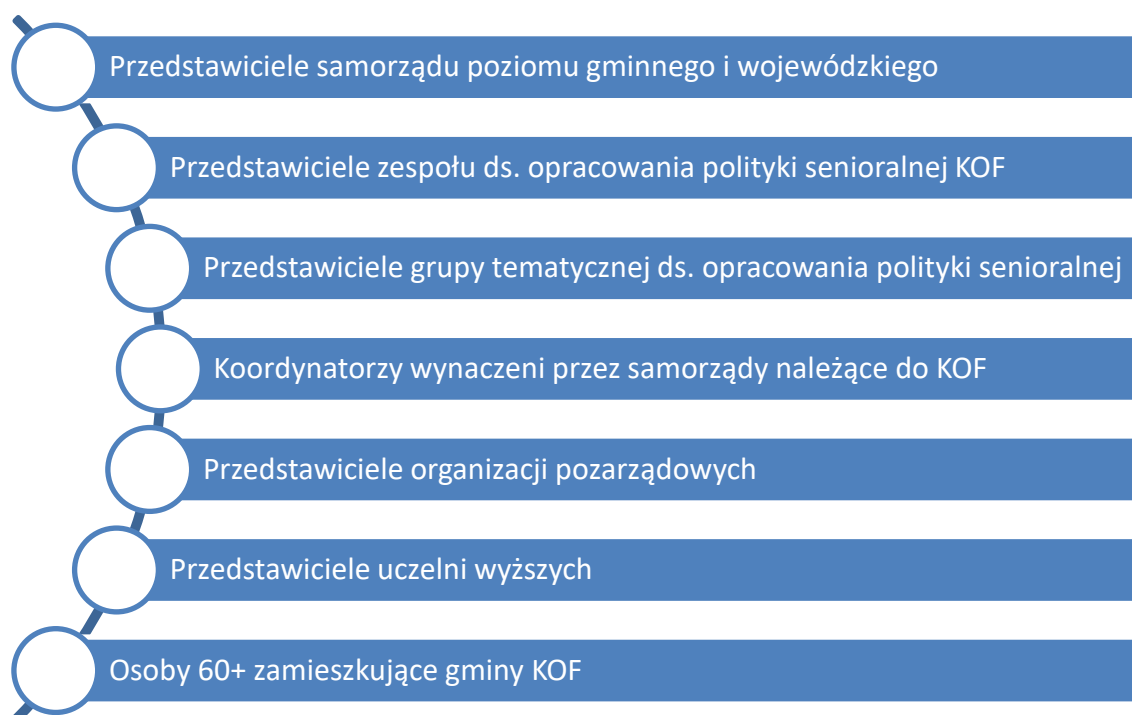 Przedstawiciele samorządu poziomu gminnego i wojewódzkiego
Przedstawiciele zespołu ds. opracowania polityki senioralnej KOF
Przedstawiciele grupy tematycznej ds. opracowania polityki senioralnej
Koordynatorzy wynaczeni przez samorządy należące do KOF
Przedstawiciele organizacji pozarządowych
Przedstawiciele uczelni wyższych
Osoby 60+ zamieszkujące gminy KOF